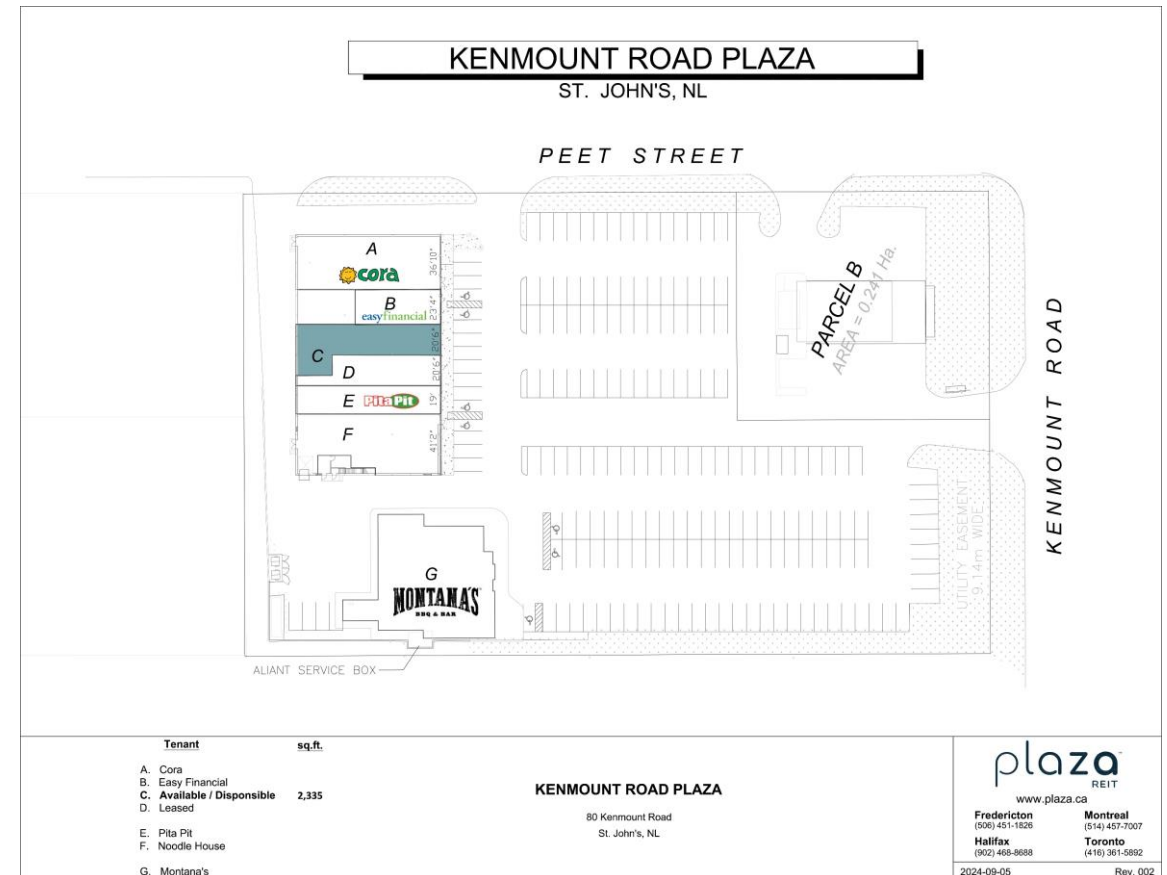 KENMOUNT ROAD PLAZA
ST. JOHN'S, NL
PEET STREET
A
cora
36'10"
B
easyfinancial
23'4"
C
20'6"
D
20'6"
E PitaPit
19'
F
41'2"
PARCEL B
AREA = 0.241 Ha.
KENMOUNT ROAD
UTILITY EASEMENT
9.14m WIDE
G
MONTANA'S
BBQ & BAR
ALIANT SERVICE BOX
Tenant sq.ft.
A. Cora
B. Easy Financial
C. Available / Disponsible 2,335
D. Leased
E. Pita Pit
F. Noodle House
G. Montana's
KENMOUNT ROAD PLAZA
80 Kenmount Road
St. John's, NL
plaza
REIT
www.plaza.ca
Fredericton Montreal
(506) 451-1826 (514) 457-7007
Halifax Toronto
(902) 468-8688 (416) 361-5892
2024-09-05 Rev. 002